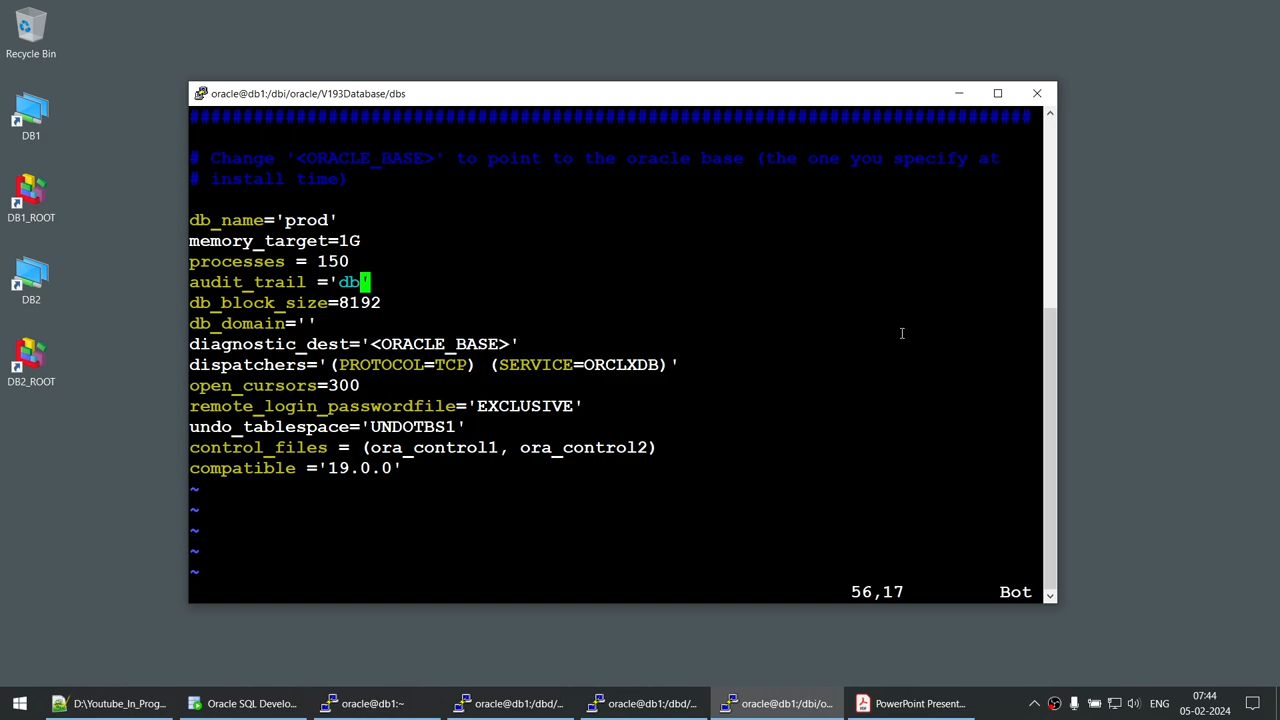 Recycle Bin
DB1
DB1_ROOT
DB2
DB2_ROOT
oracle@db1:/dbi/oracle/V193Database/dbs
################################################################################
# Change '<ORACLE_BASE>' to point to the oracle base (the one you specify at
# install time)
db_name='prod'
memory_target=1G
processes = 150
audit_trail ='db'
db_block_size=8192
db_domain=''
diagnostic_dest='<ORACLE_BASE>'
dispatchers='(PROTOCOL=TCP) (SERVICE=ORCLXDB)'
open_cursors=300
remote_login_passwordfile='EXCLUSIVE'
undo_tablespace='UNDOTBS1'
control_files = (ora_control1, ora_control2)
compatible ='19.0.0'
~
~
~
~
~
56,17 Bot
D:\Youtube_In_Prog...
Oracle SQL Develo...
oracle@db1:~
oracle@db1:/dbd/...
oracle@db1:/dbd/...
oracle@db1:/dbi/o...
PowerPoint Present...
ENG
07:44
05-02-2024